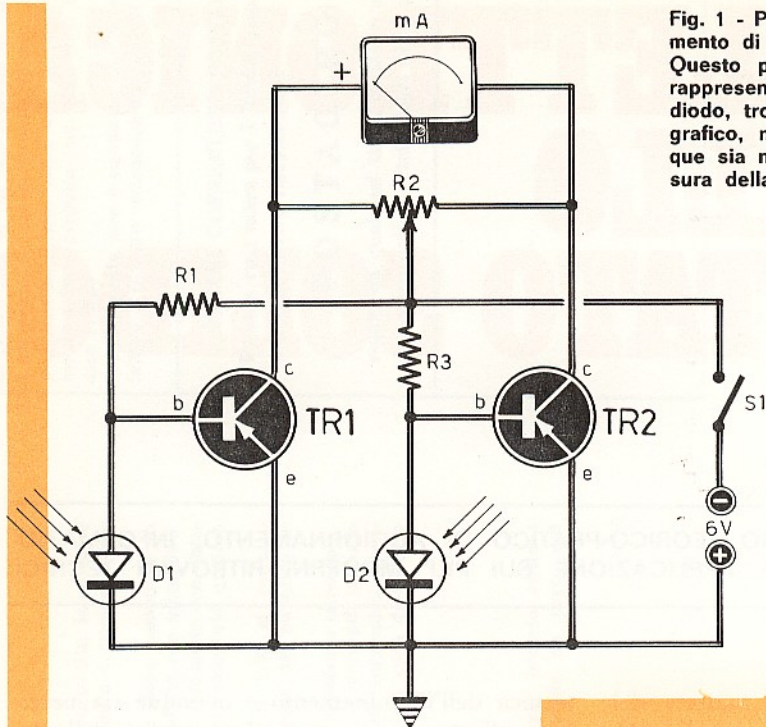 mA
Fig. 1 - P
mento di
Questo p
rappresen
diodo, tro
grafico, n
que sia n
sura della
+
R2
R1
R3
c
c
b
TR1
b
TR2
S1
e
e
−
6V
+
D1
D2